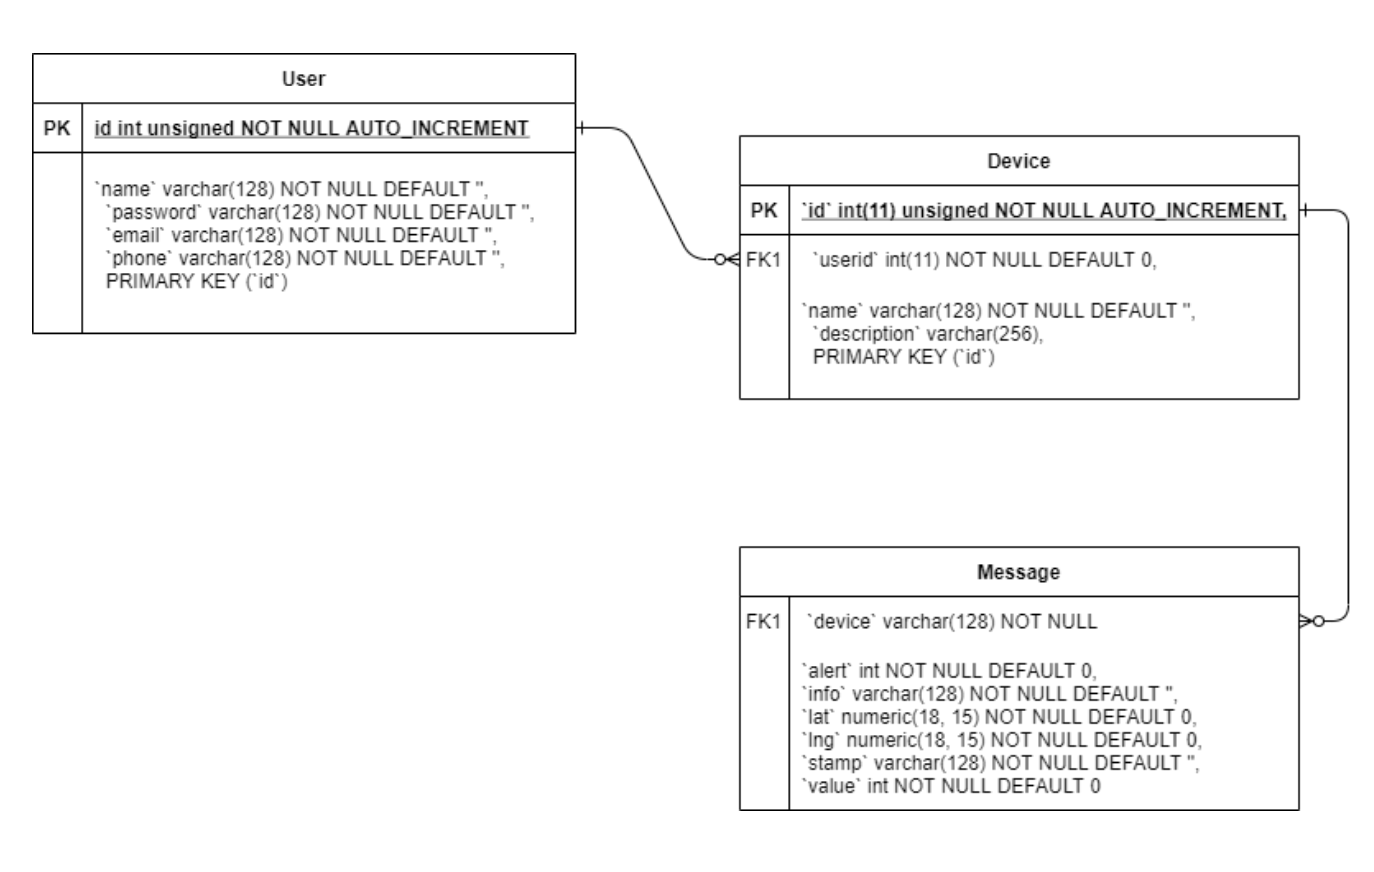 User
PK id int unsigned NOT NULL AUTO_INCREMENT
`name` varchar(128) NOT NULL DEFAULT '',
`password` varchar(128) NOT NULL DEFAULT '',
`email` varchar(128) NOT NULL DEFAULT '',
`phone` varchar(128) NOT NULL DEFAULT '',
PRIMARY KEY (`id`)
Device
PK `id` int(11) unsigned NOT NULL AUTO_INCREMENT,
FK1 `userid` int(11) NOT NULL DEFAULT 0,
`name` varchar(128) NOT NULL DEFAULT '',
`description` varchar(256),
PRIMARY KEY (`id`)
Message
FK1 `device` varchar(128) NOT NULL
`alert` int NOT NULL DEFAULT 0,
`info` varchar(128) NOT NULL DEFAULT '',
`lat` numeric(18, 15) NOT NULL DEFAULT 0,
`lng` numeric(18, 15) NOT NULL DEFAULT 0,
`stamp` varchar(128) NOT NULL DEFAULT '',
`value` int NOT NULL DEFAULT 0